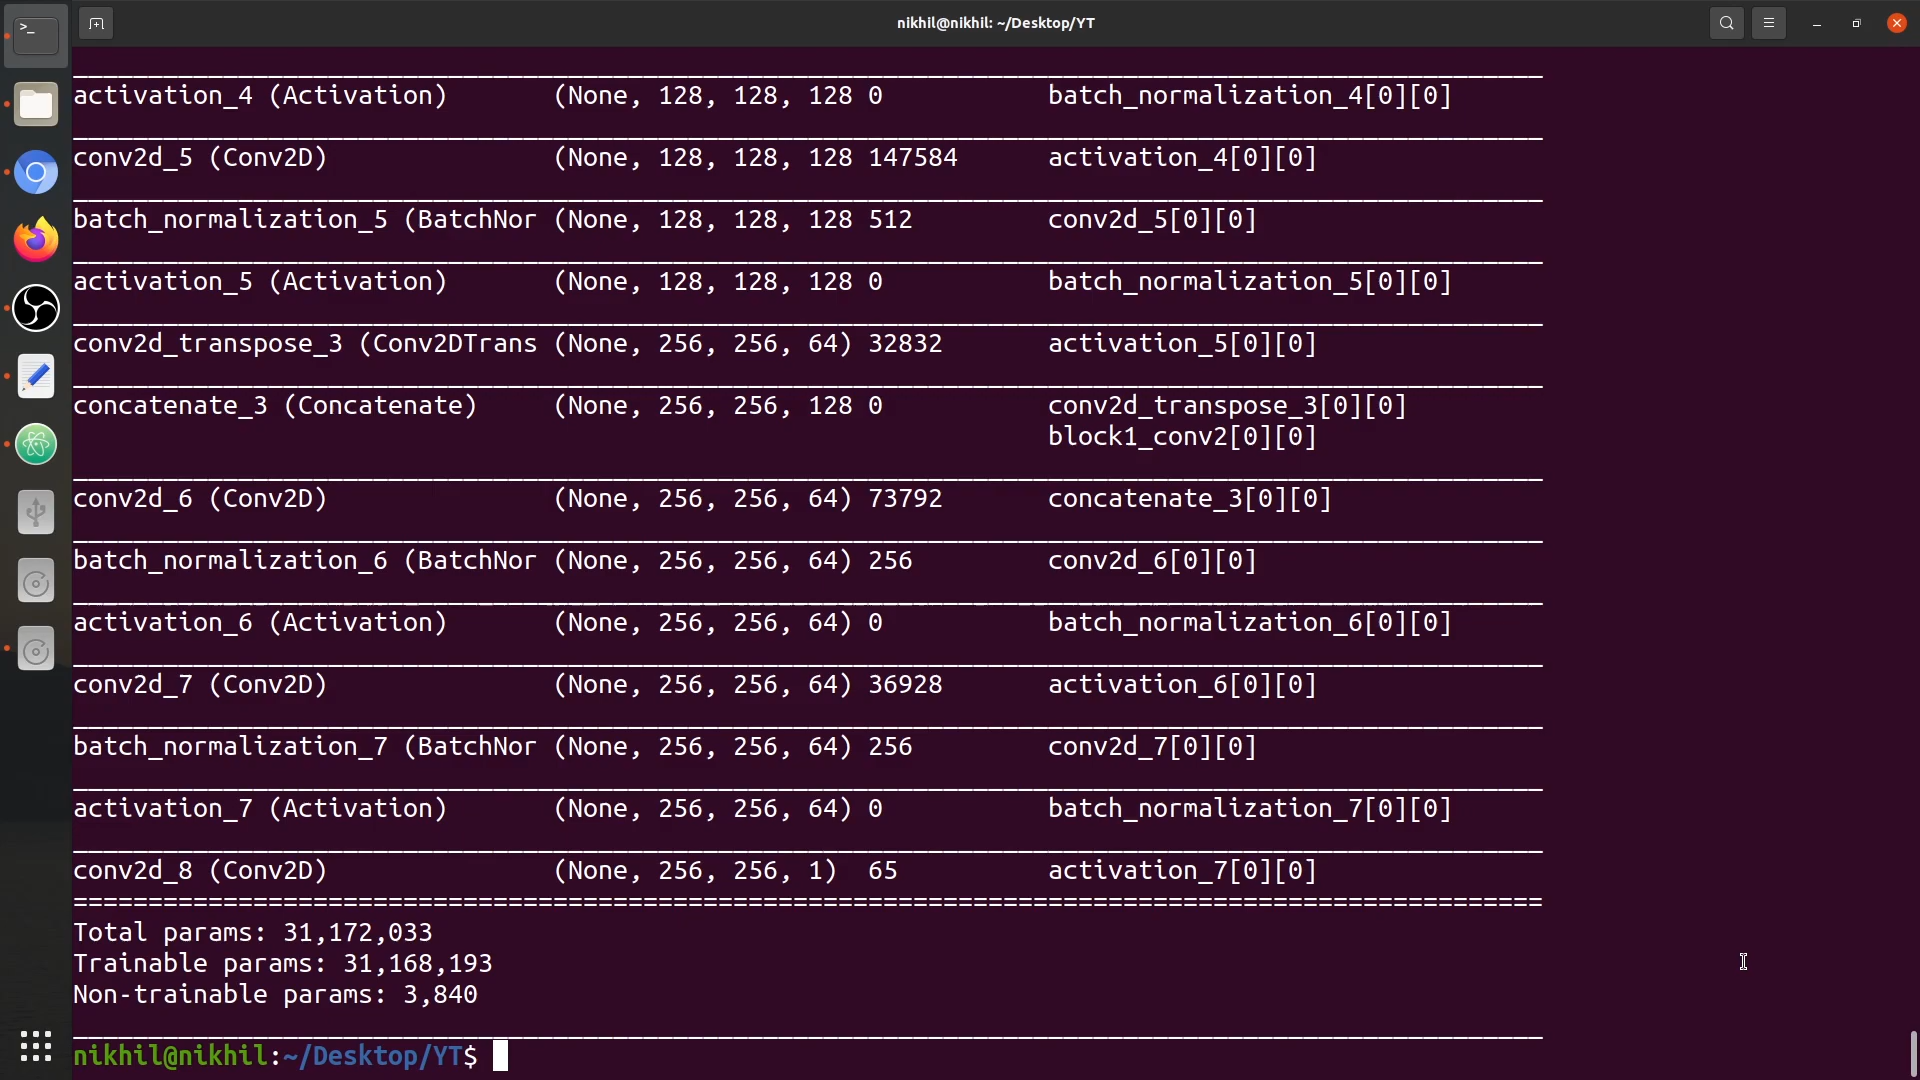 nikhil@nikhil: ~/Desktop/YT
activation_4 (Activation) (None, 128, 128, 128 0 batch_normalization_4[0][0]
conv2d_5 (Conv2D) (None, 128, 128, 128 147584 activation_4[0][0]
batch_normalization_5 (BatchNor (None, 128, 128, 128 512 conv2d_5[0][0]
activation_5 (Activation) (None, 128, 128, 128 0 batch_normalization_5[0][0]
conv2d_transpose_3 (Conv2DTrans (None, 256, 256, 64) 32832 activation_5[0][0]
concatenate_3 (Concatenate) (None, 256, 256, 128 0 conv2d_transpose_3[0][0]
block1_conv2[0][0]
conv2d_6 (Conv2D) (None, 256, 256, 64) 73792 concatenate_3[0][0]
batch_normalization_6 (BatchNor (None, 256, 256, 64) 256 conv2d_6[0][0]
activation_6 (Activation) (None, 256, 256, 64) 0 batch_normalization_6[0][0]
conv2d_7 (Conv2D) (None, 256, 256, 64) 36928 activation_6[0][0]
batch_normalization_7 (BatchNor (None, 256, 256, 64) 256 conv2d_7[0][0]
activation_7 (Activation) (None, 256, 256, 64) 0 batch_normalization_7[0][0]
conv2d_8 (Conv2D) (None, 256, 256, 1) 65 activation_7[0][0]
==================================================================================================
Total params: 31,172,033
Trainable params: 31,168,193
Non-trainable params: 3,840
nikhil@nikhil:~/Desktop/YT$